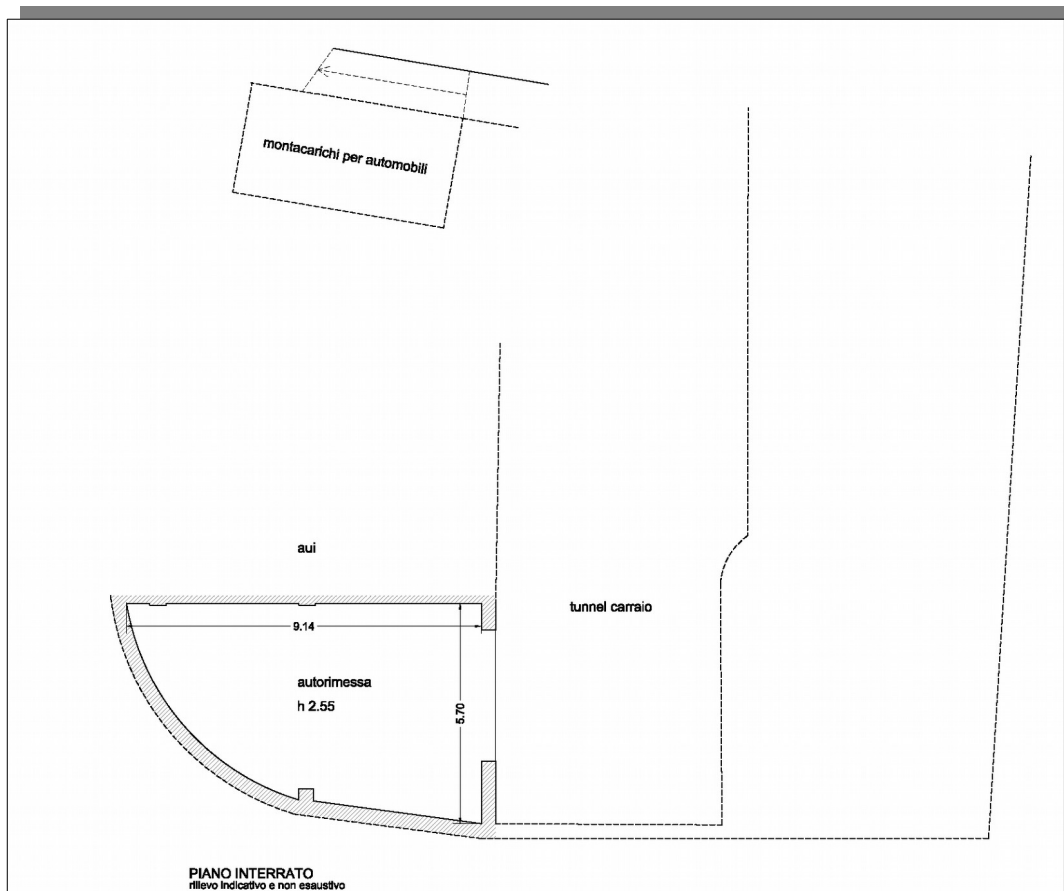 montacarichi per automobili
aui
9.14
tunnel carraio
autorimessa
h 2.55
5.70
PIANO INTERRATO
rilievo indicativo e non esaustivo